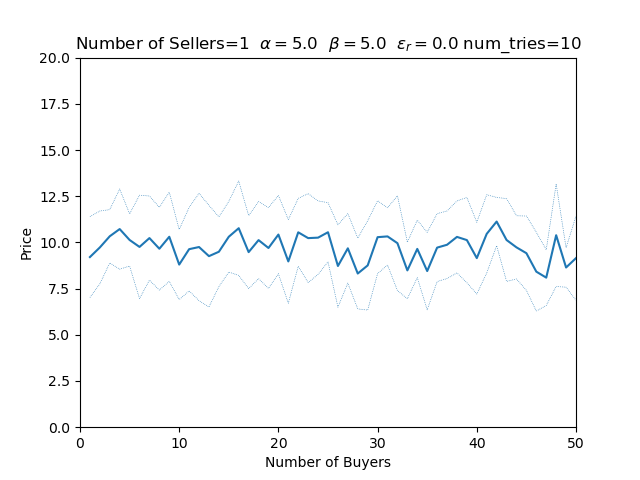 Number of Sellers=1 α = 5.0 β = 5.0 εᵣ = 0.0 num_tries=10
20.0
17.5
15.0
12.5
10.0
7.5
5.0
2.5
0.0
Price
0 10 20 30 40 50
Number of Buyers